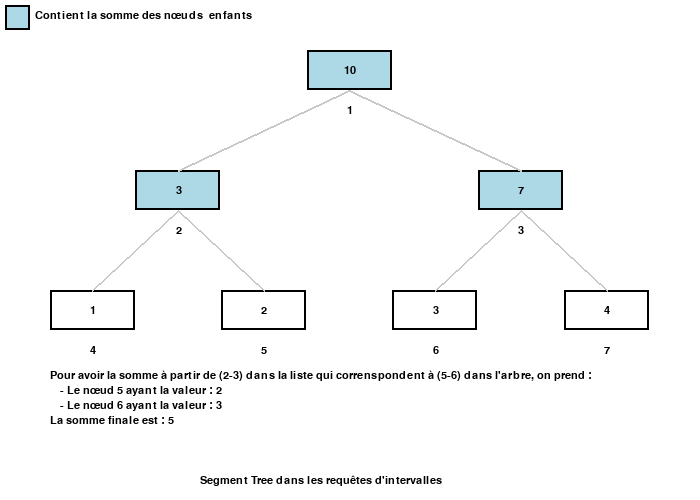 Contient la somme des nœuds enfants
10
1
3
7
2
3
1
2
3
4
4
5
6
7
Pour avoir la somme à partir de (2-3) dans la liste qui correnspondent à (5-6) dans l'arbre, on prend :
- Le nœud 5 ayant la valeur : 2
- Le nœud 6 ayant la valeur : 3
La somme finale est : 5
Segment Tree dans les requêtes d'intervalles